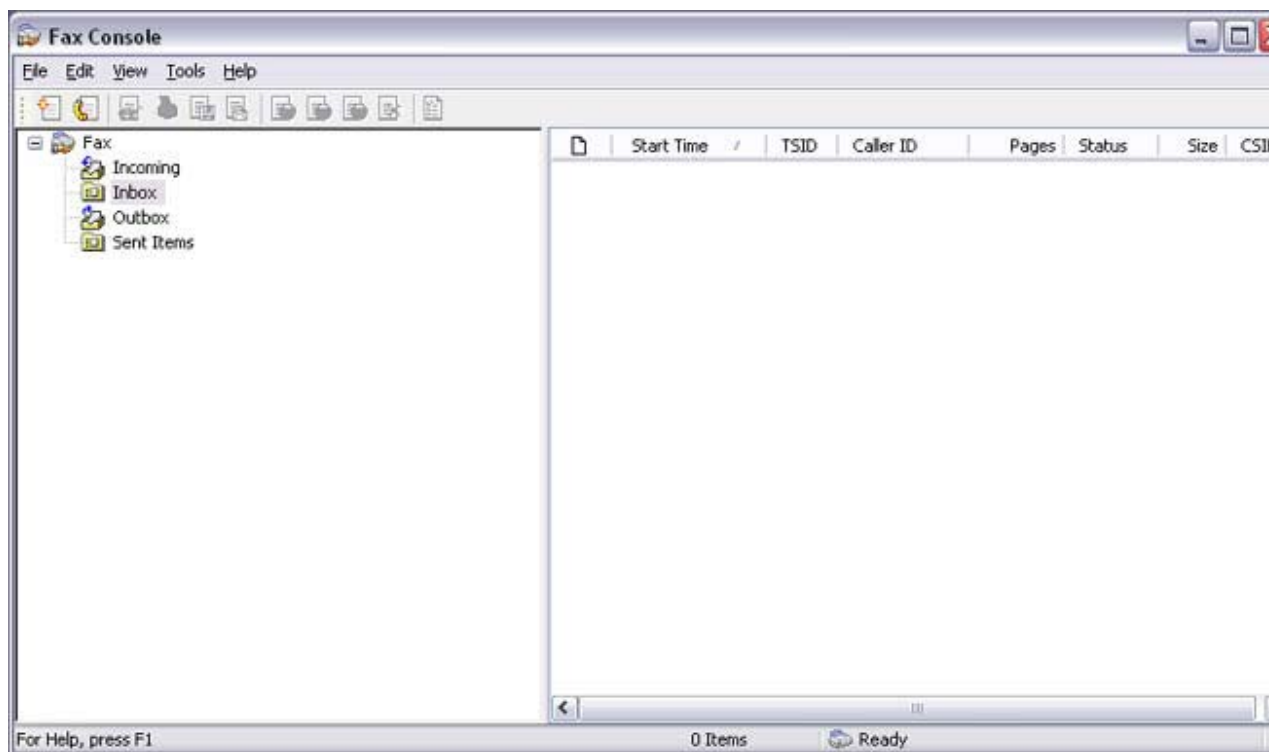 Fax Console
File Edit View Tools Help
Fax
Incoming
Inbox
Outbox
Sent Items
Start Time TSID Caller ID Pages Status Size
For Help, press F1 0 Items Ready